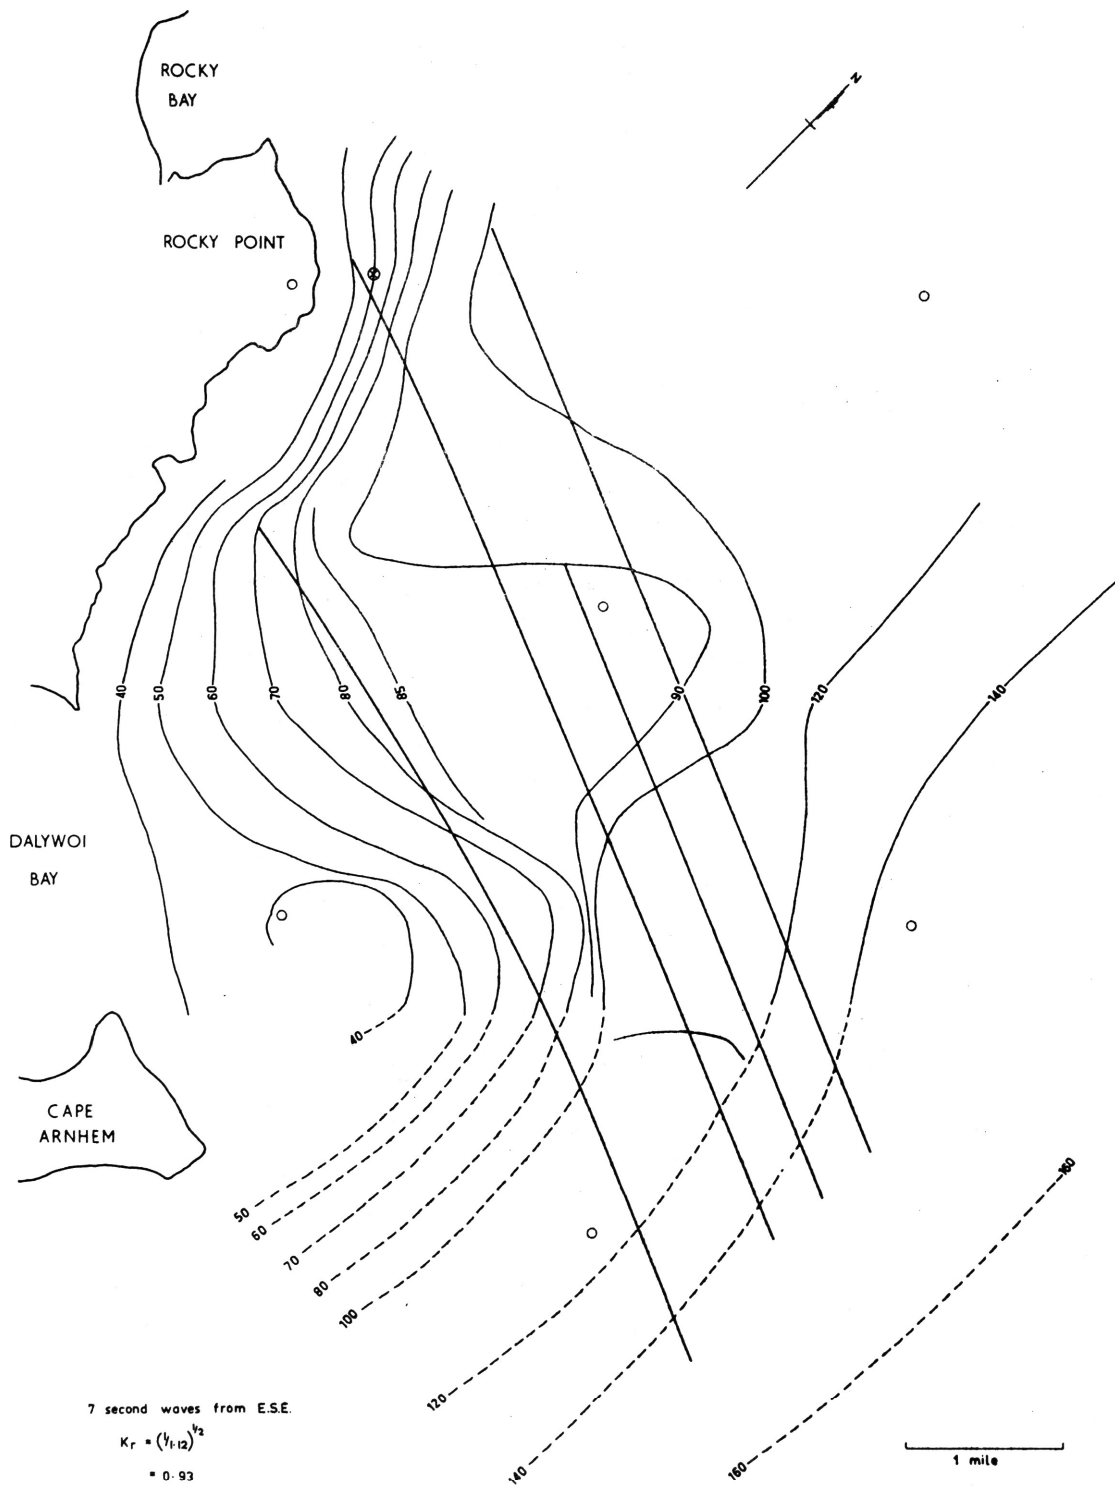 ROCKY
BAY
N
ROCKY POINT
40
50
60
70
80
85
90
100
120
140
DALYWOI
BAY
40
CAPE
ARNHEM
50
60
70
80
100
120
140
160
160
7 second waves from E.S.E.
Kr = (1/1.12)^1/2
= 0.93
1 mile